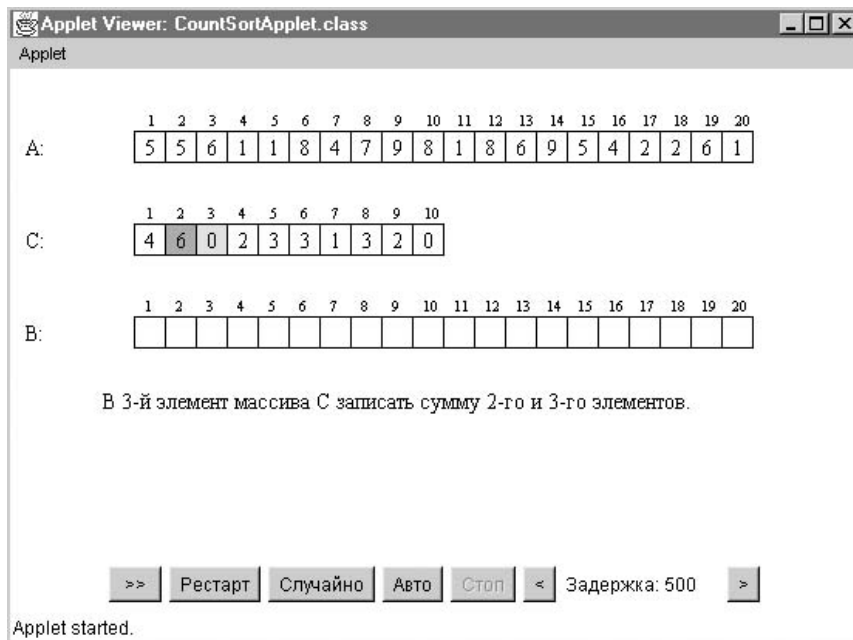 Applet Viewer: CountSortApplet.class
Applet
1 2 3 4 5 6 7 8 9 10 11 12 13 14 15 16 17 18 19 20
A: 5 5 6 1 1 8 4 7 9 8 1 8 6 9 5 4 2 2 6 1
1 2 3 4 5 6 7 8 9 10
C: 4 6 0 2 3 3 1 3 2 0
1 2 3 4 5 6 7 8 9 10 11 12 13 14 15 16 17 18 19 20
B:
В 3-й элемент массива C записать сумму 2-го и 3-го элементов.
>> Рестарт Случайно Авто Стоп < Задержка: 500 >
Applet started.